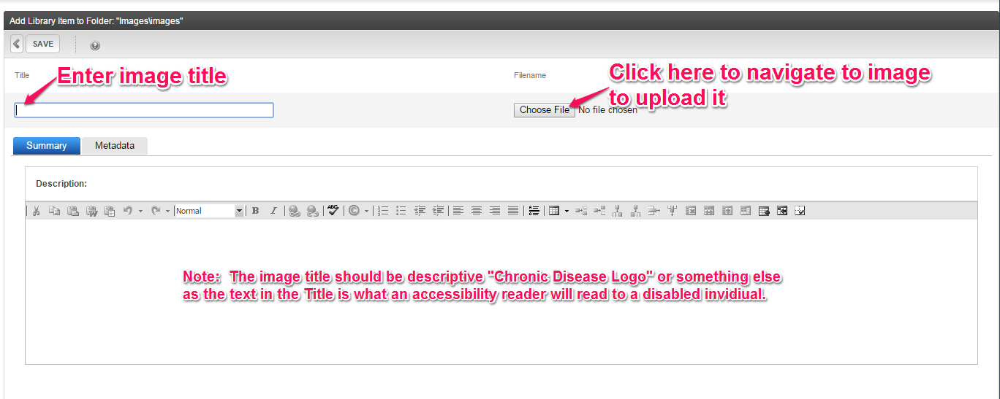 Add Library Item to Folder: "Images\images"
SAVE
Title
Enter image title
Filename
Click here to navigate to image
to upload it
Choose File No file chosen
Summary Metadata
Description:
Normal B I ABC
Note: The image title should be descriptive "Chronic Disease Logo" or something else
as the text in the Title is what an accessibility reader will read to a disabled invidiual.